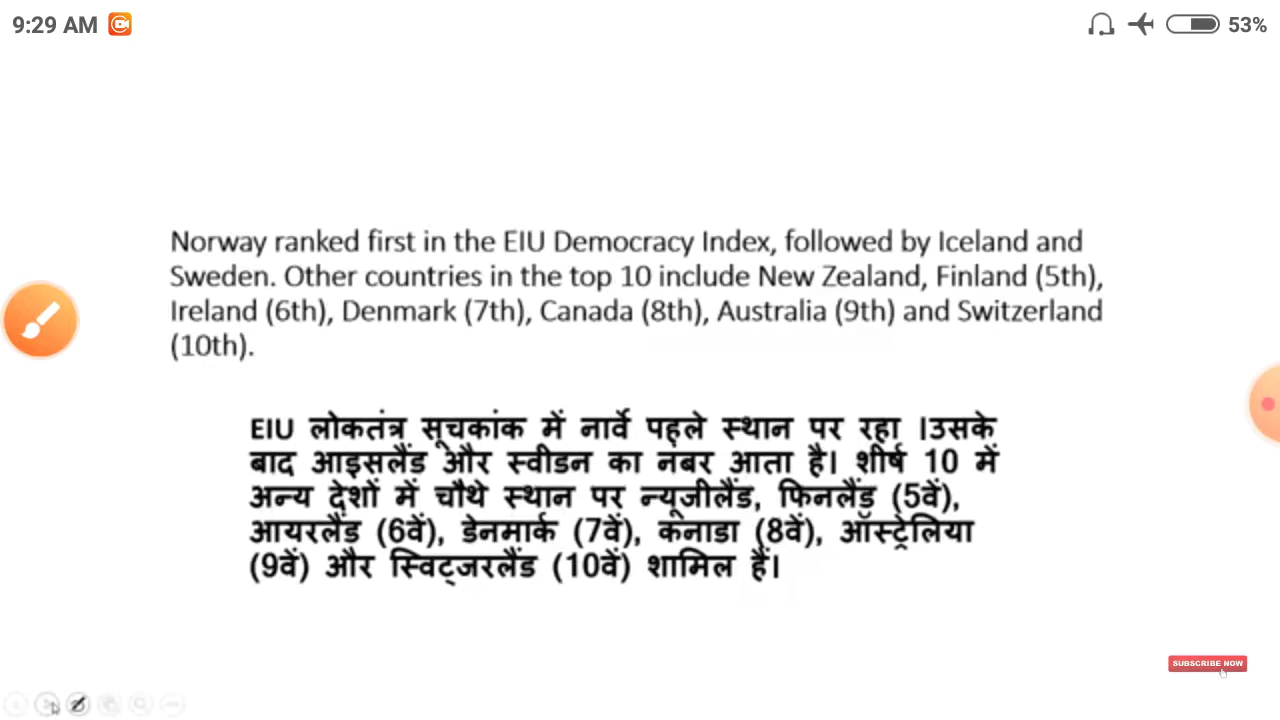 9:29 AM
53%
Norway ranked first in the EIU Democracy Index, followed by Iceland and
Sweden. Other countries in the top 10 include New Zealand, Finland (5th),
Ireland (6th), Denmark (7th), Canada (8th), Australia (9th) and Switzerland
(10th).
EIU लोकतंत्र सूचकांक में नार्वे पहले स्थान पर रहा ।उसके
बाद आइसलैंड और स्वीडन का नंबर आता है। शीर्ष 10 में
अन्य देशों में चौथे स्थान पर न्यूजीलैंड, फिनलैंड (5वें),
आयरलैंड (6वें), डेनमार्क (7वें), कनाडा (8वें), ऑस्ट्रेलिया
(9वें) और स्विट्जरलैंड (10वें) शामिल हैं।
SUBSCRIBE NOW